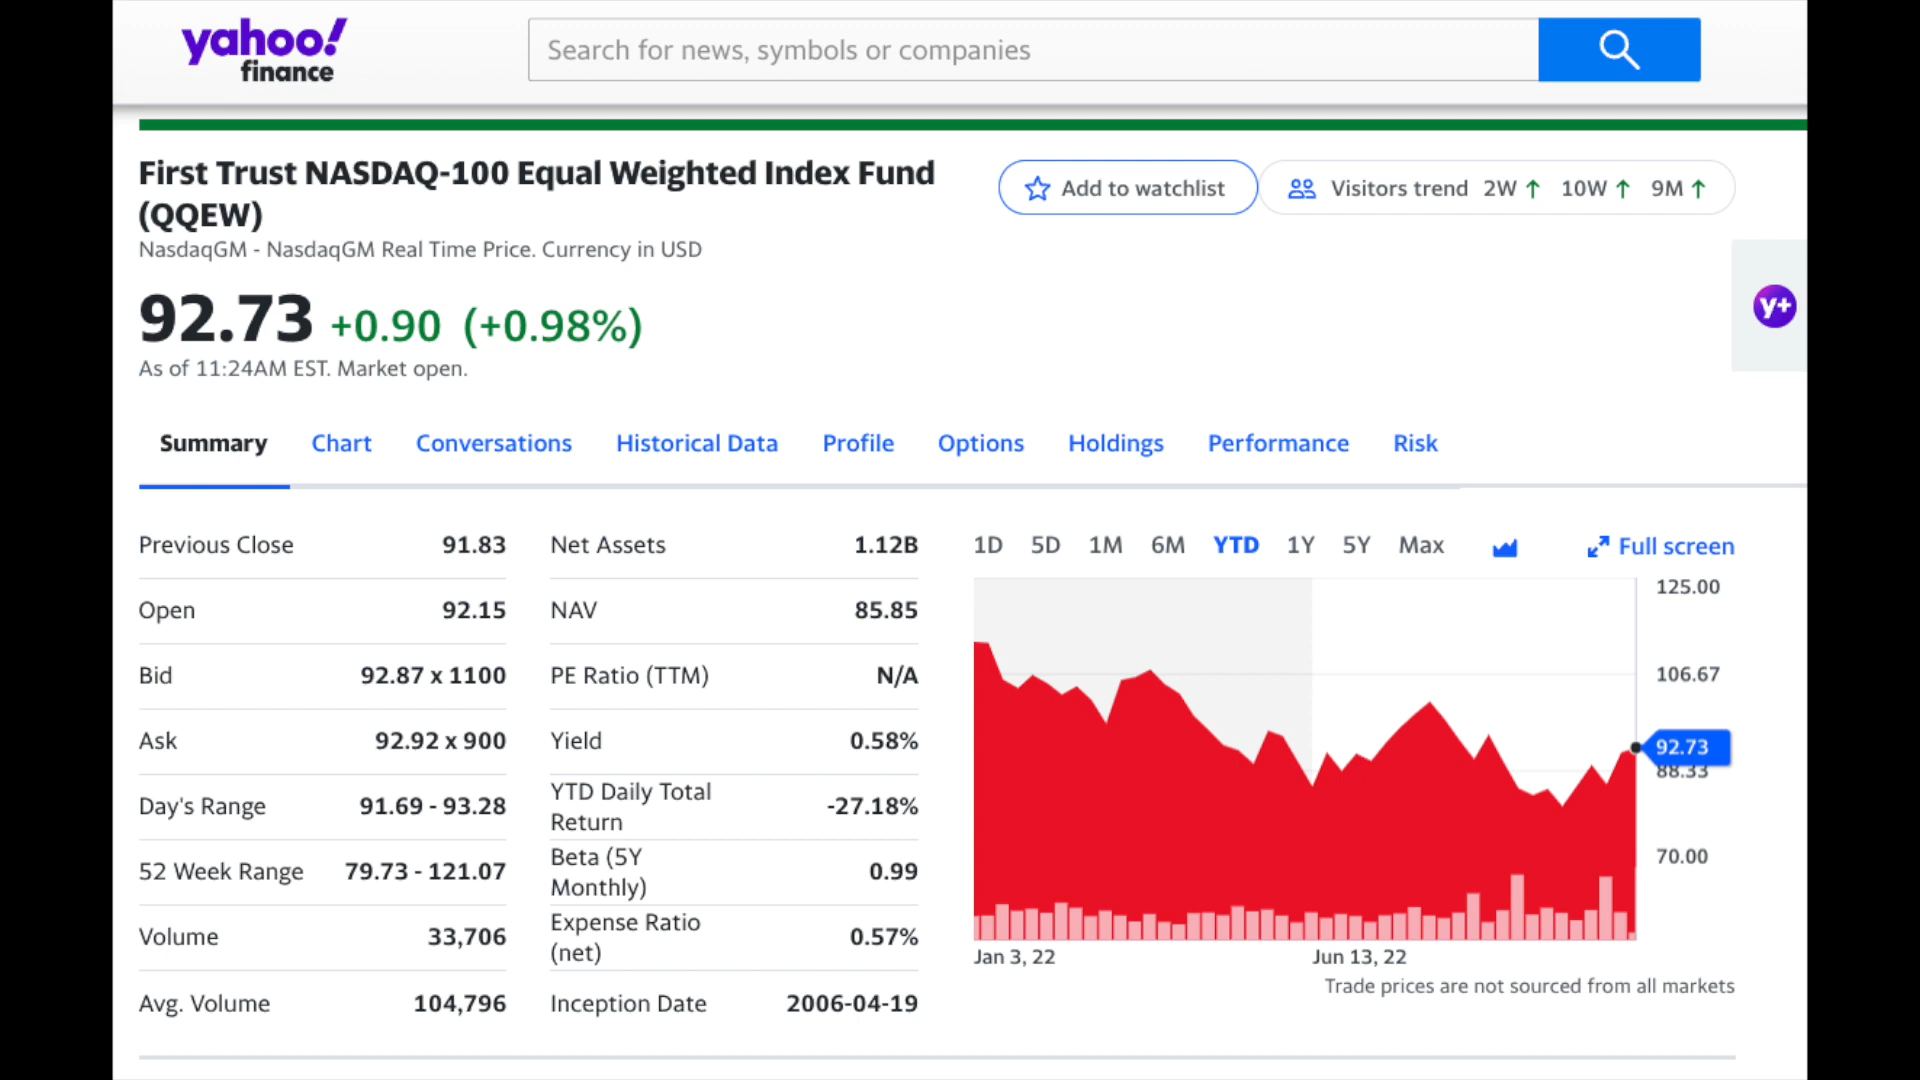 yahoo!
finance
Search for news, symbols or companies
First Trust NASDAQ-100 Equal Weighted Index Fund
(QQEW)
Add to watchlist
Visitors trend 2W ↑ 10W ↑ 9M ↑
NasdaqGM - NasdaqGM Real Time Price. Currency in USD
y+
92.73 +0.90 (+0.98%)
As of 11:24AM EST. Market open.
Summary Chart Conversations Historical Data Profile Options Holdings Performance Risk
Previous Close 91.83
Open 92.15
Bid 92.87 x 1100
Ask 92.92 x 900
Day's Range 91.69 - 93.28
52 Week Range 79.73 - 121.07
Volume 33,706
Avg. Volume 104,796
Net Assets 1.12B
NAV 85.85
PE Ratio (TTM) N/A
Yield 0.58%
YTD Daily Total
Return -27.18%
Beta (5Y
Monthly) 0.99
Expense Ratio
(net) 0.57%
Inception Date 2006-04-19
1D 5D 1M 6M YTD 1Y 5Y Max Full screen
125.00
106.67
92.73
88.33
70.00
Jan 3, 22 Jun 13, 22
Trade prices are not sourced from all markets